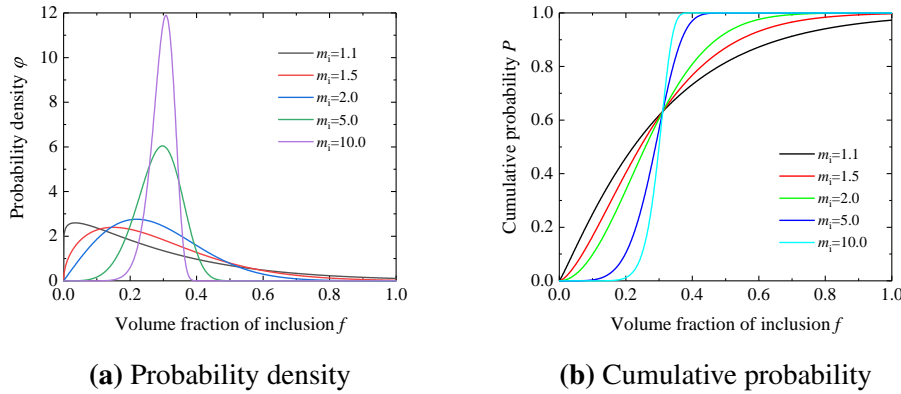 12
10
8
6
4
2
0
Probability density φ
m_i=1.1
m_i=1.5
m_i=2.0
m_i=5.0
m_i=10.0
0.0 0.2 0.4 0.6 0.8 1.0
Volume fraction of inclusion f
(a) Probability density
1.0
0.8
0.6
0.4
0.2
0.0
Cumulative probability P
m_i=1.1
m_i=1.5
m_i=2.0
m_i=5.0
m_i=10.0
0.0 0.2 0.4 0.6 0.8 1.0
Volume fraction of inclusion f
(b) Cumulative probability